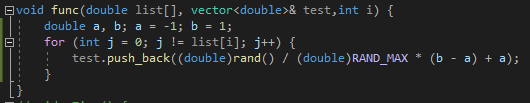 void func(double list[], vector<double>& test,int i) {
double a, b; a = -1; b = 1;
for (int j = 0; j != list[i]; j++) {
test.push_back((double)rand() / (double)RAND_MAX * (b - a) + a);
}
}